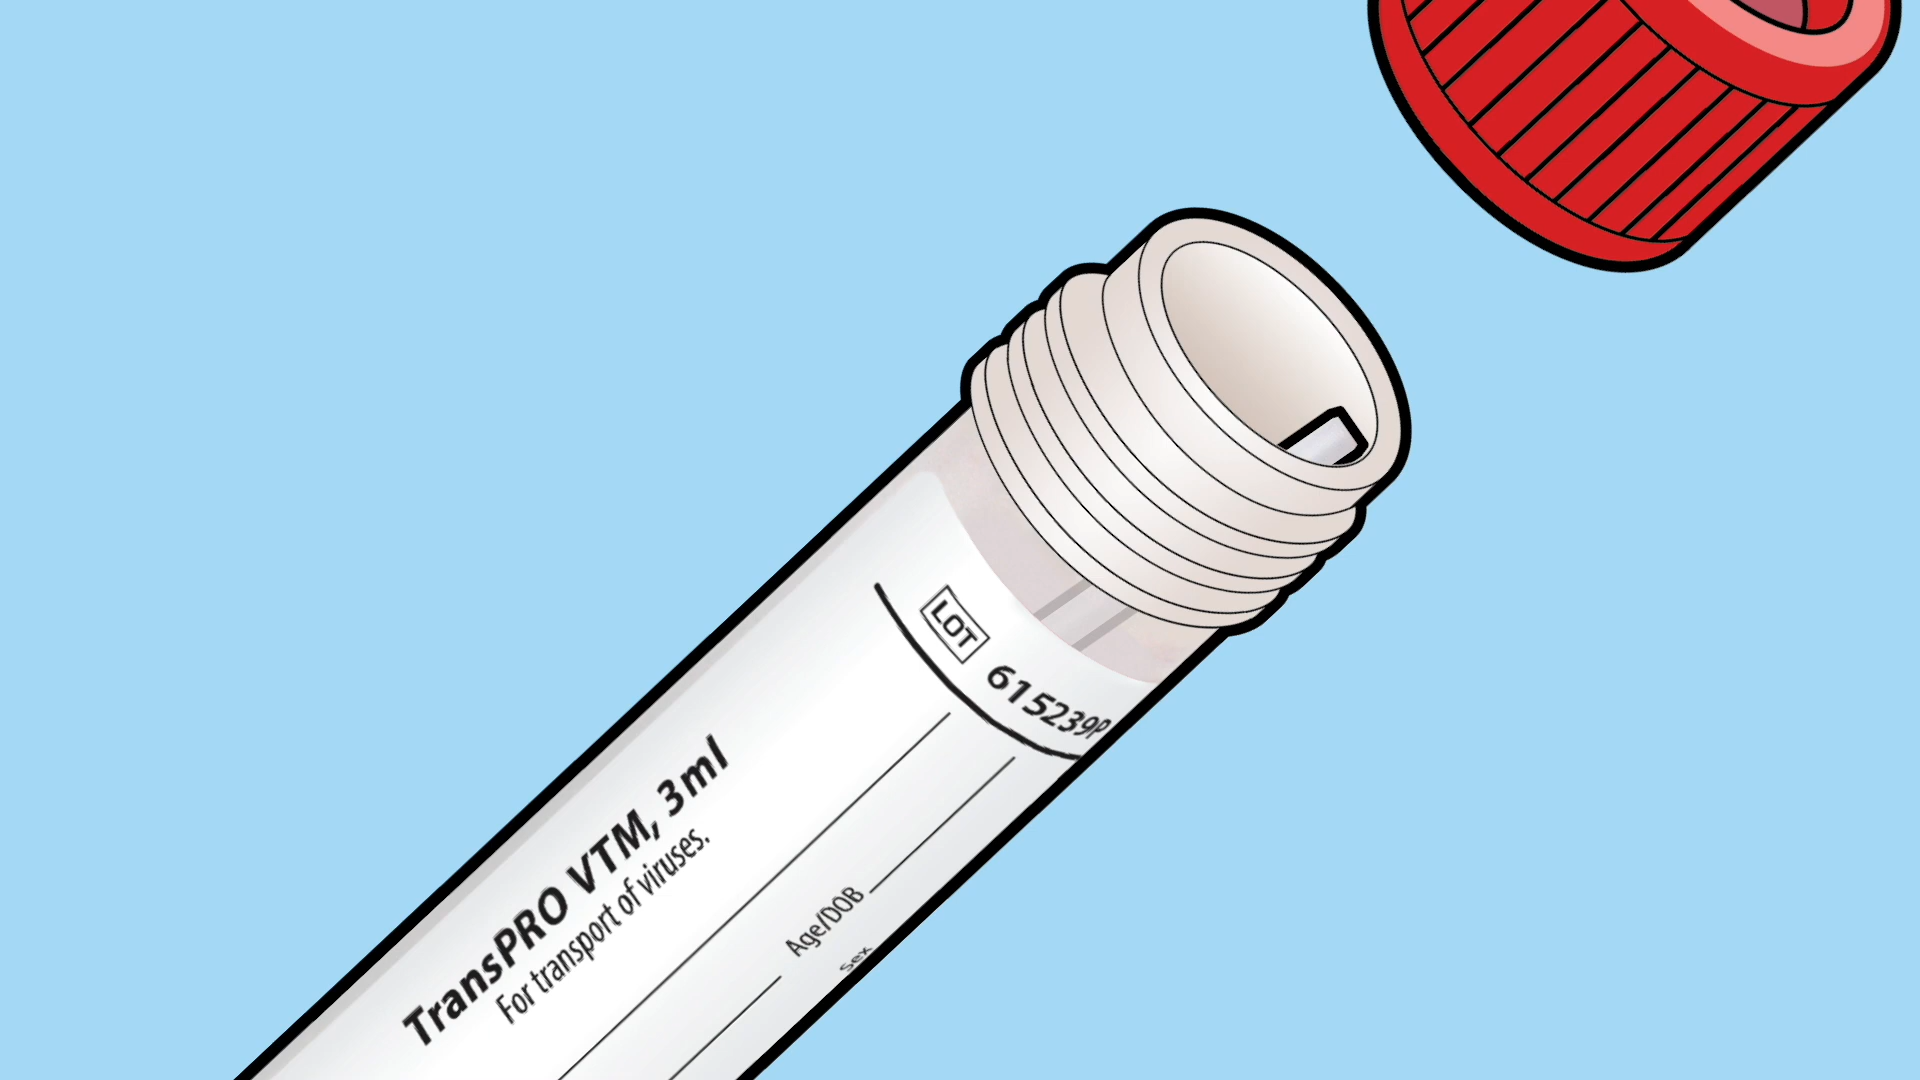 LOT
615239P
TransPRO VTM, 3ml
For transport of viruses.
Age/DOB
Sex